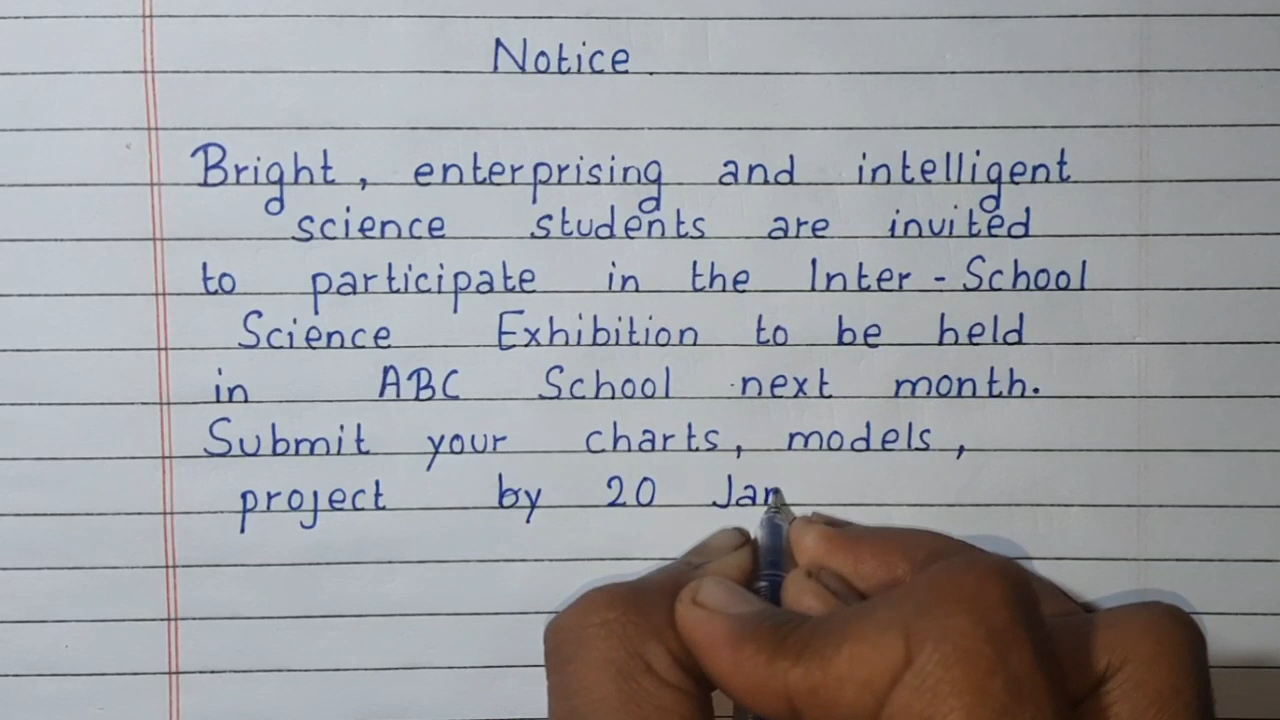 Notice
Bright, enterprising and intelligent
science students are invited
to participate in the Inter-School
Science Exhibition to be held
in ABC School next month.
Submit your charts, models,
project by 20 Jan